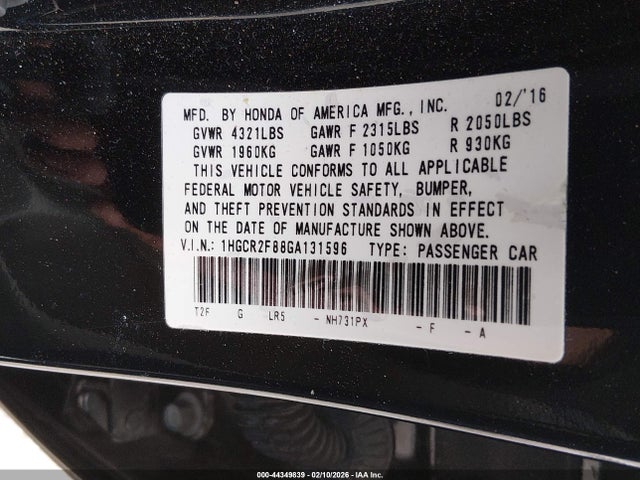 MFD. BY HONDA OF AMERICA MFG., INC. 02/'16
GVWR 4321LBS GAWR F 2315LBS R 2050LBS
GVWR 1960KG GAWR F 1050KG R 930KG
THIS VEHICLE CONFORMS TO ALL APPLICABLE
FEDERAL MOTOR VEHICLE SAFETY, BUMPER,
AND THEFT PREVENTION STANDARDS IN EFFECT
ON THE DATE OF MANUFACTURE SHOWN ABOVE.
V.I.N.: 1HGCR2F88GA131596 TYPE: PASSENGER CAR
T2F G LR5 - NH731PX - F - A
000-44349839 - 02/10/2026 - IAA Inc.